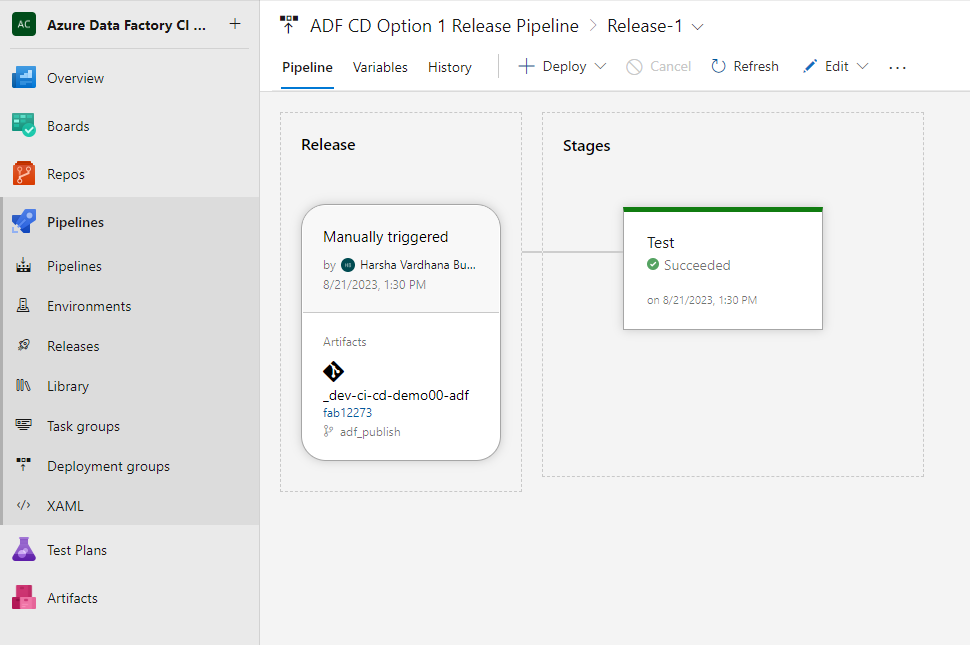 AC Azure Data Factory CI ... +
Overview
Boards
Repos
Pipelines
Pipelines
Environments
Releases
Library
Task groups
Deployment groups
XAML
Test Plans
Artifacts
ADF CD Option 1 Release Pipeline > Release-1
Pipeline Variables History + Deploy Cancel Refresh Edit ...
Release
Manually triggered
by HB Harsha Vardhana Bu...
8/21/2023, 1:30 PM
Artifacts
_dev-ci-cd-demo00-adf
fab12273
adf_publish
Stages
Test
Succeeded
on 8/21/2023, 1:30 PM